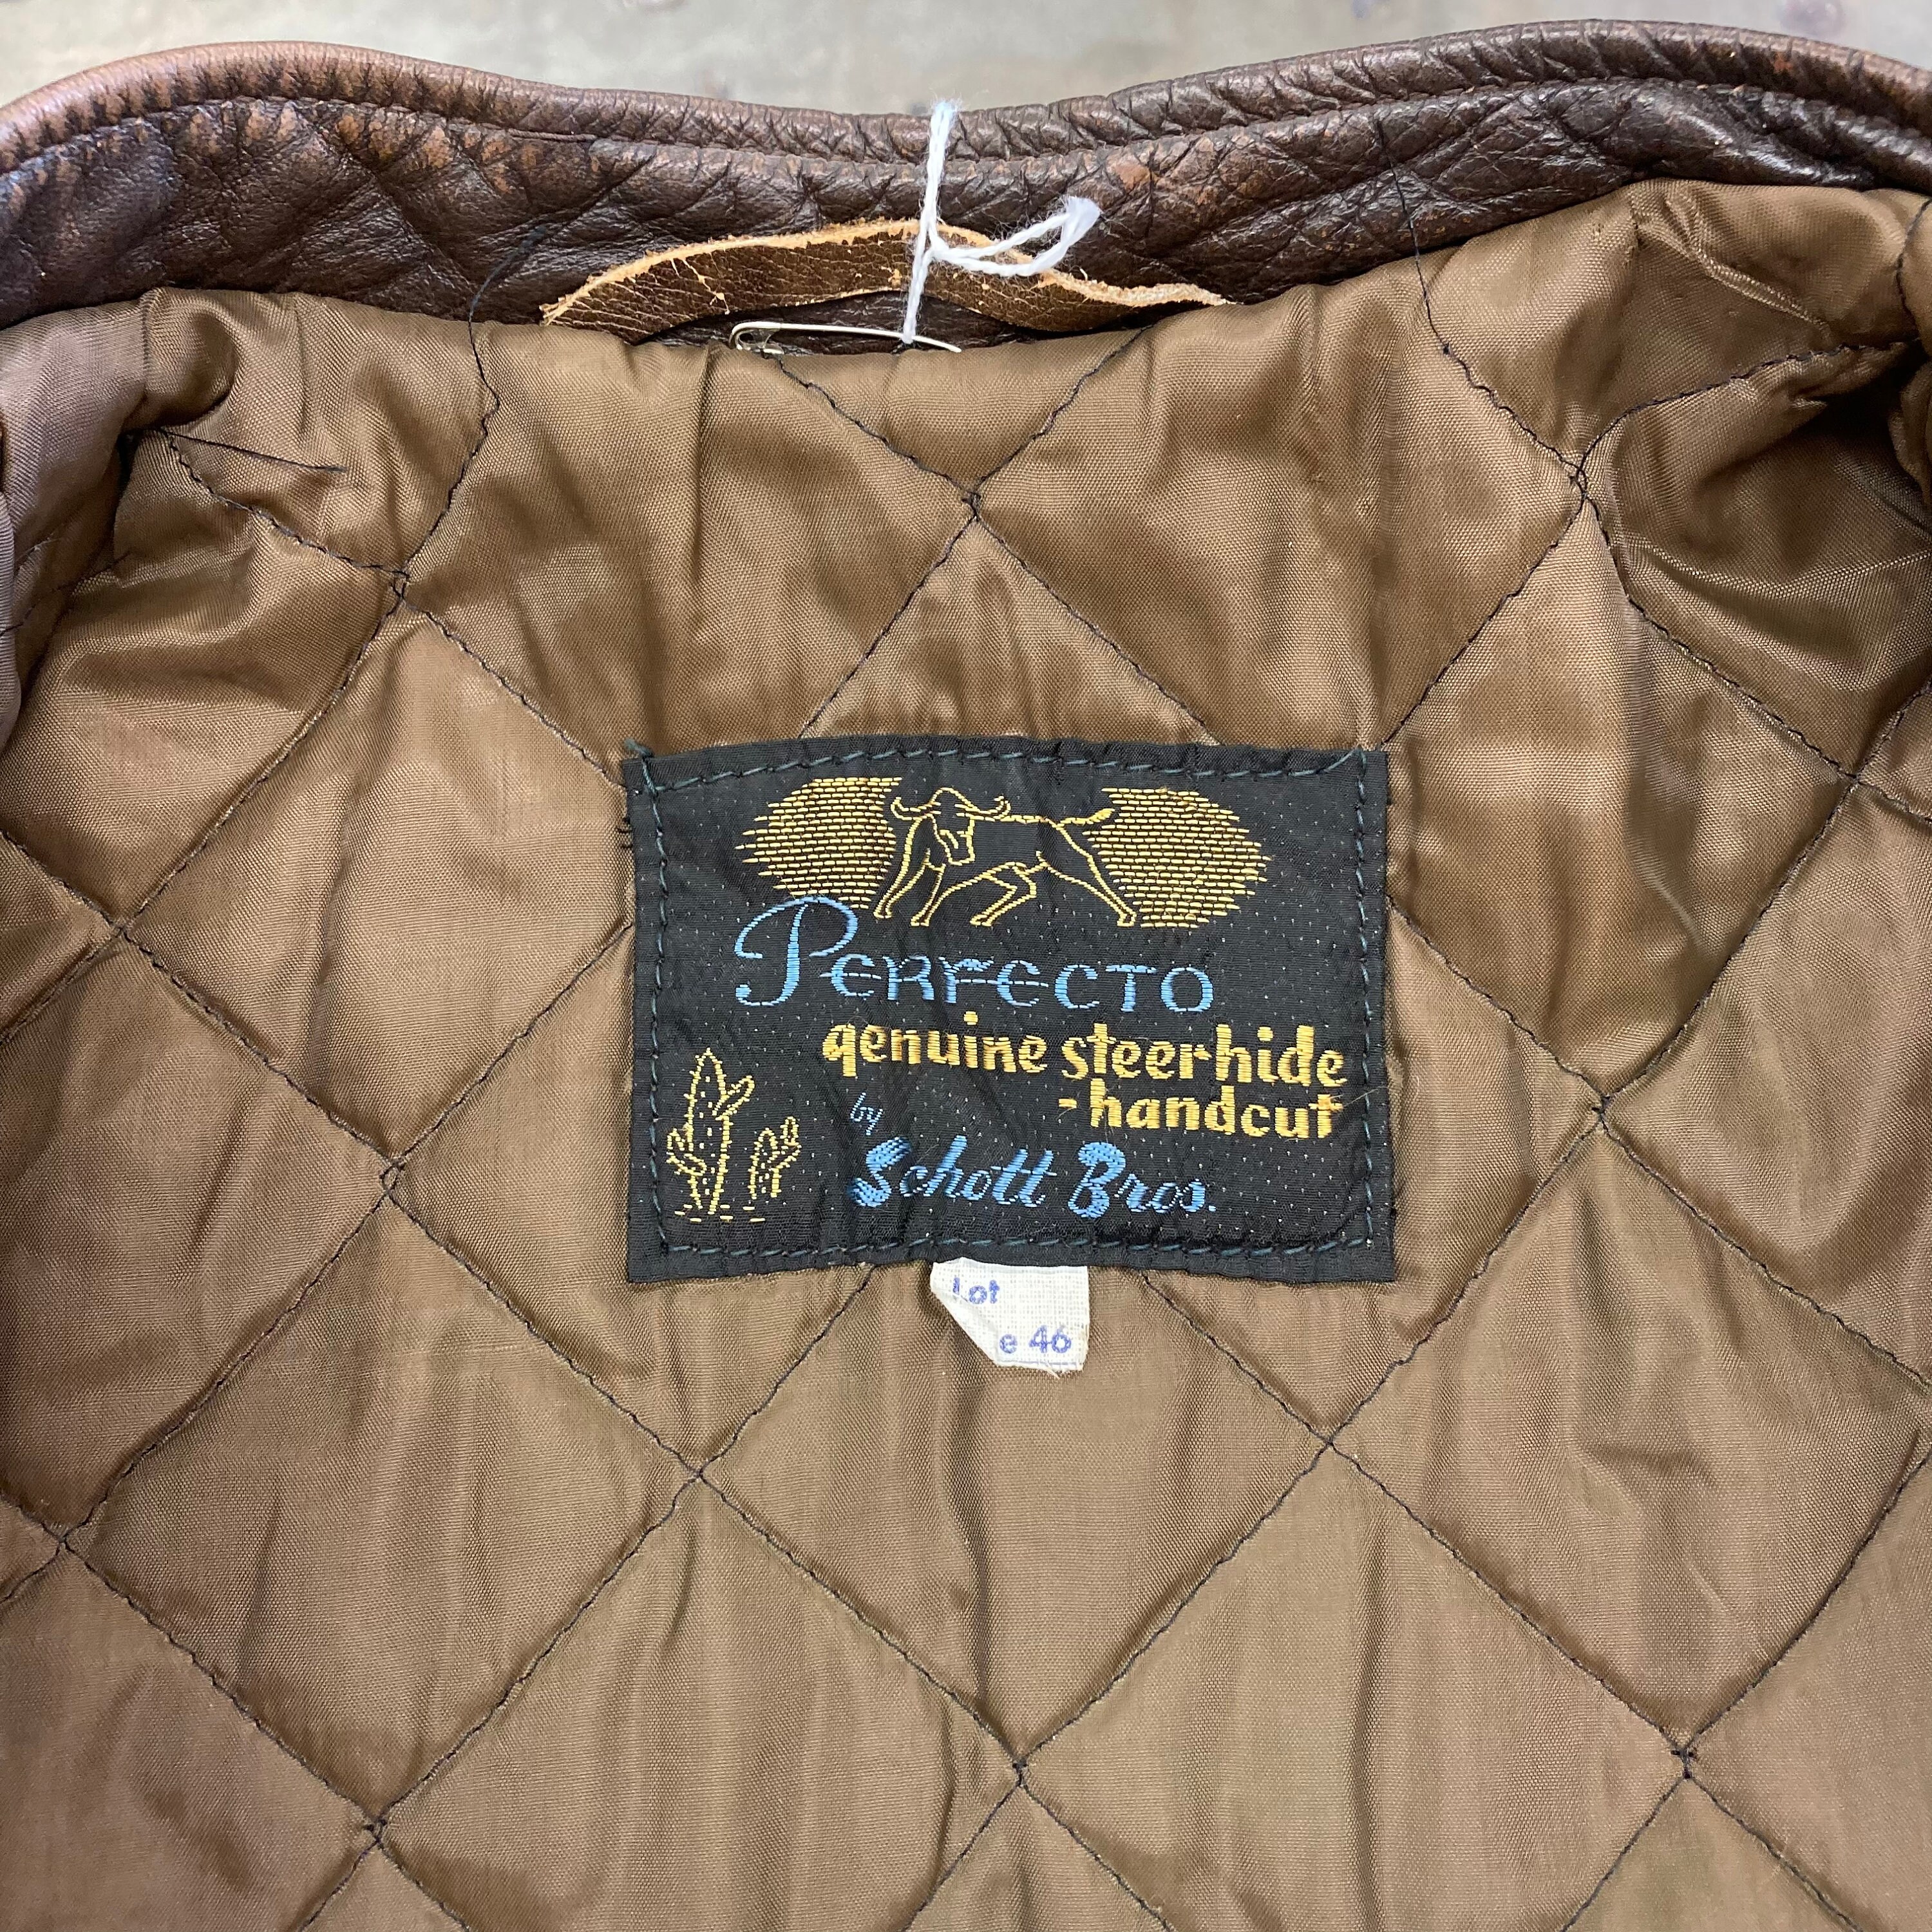 PERFECTO
genuine steerhide
-handcut
by
Schott Bros.
Lot
e 46